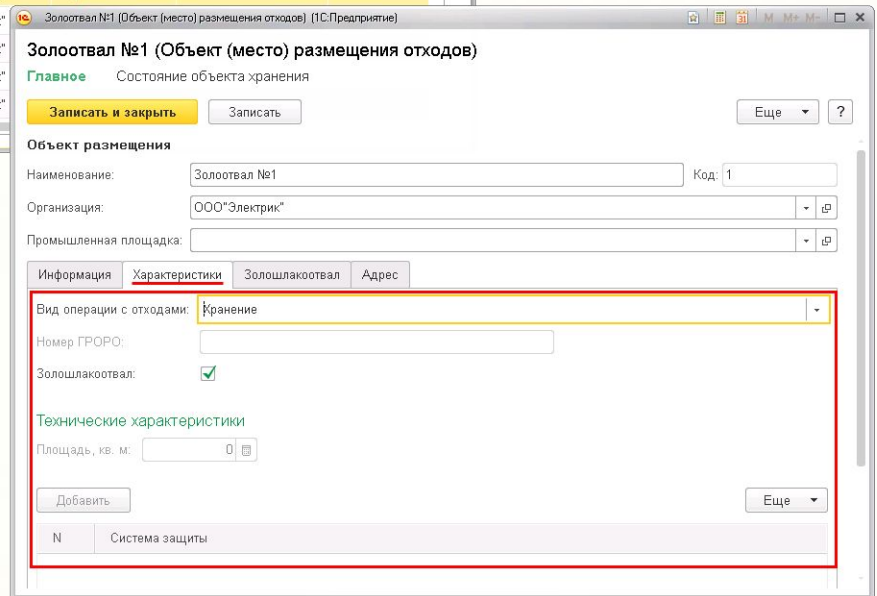 Золоотвал №1 (Объект (место) размещения отходов) (1С:Предприятие) M M+ M-
Золоотвал №1 (Объект (место) размещения отходов)
Главное Состояние объекта хранения
Записать и закрыть Записать Еще ?
Объект размещения
Наименование: Золоотвал №1 Код: 1
Организация: ООО"Электрик"
Промышленная площадка:
Информация Характеристики Золошлакоотвал Адрес
Вид операции с отходами: Хранение
Номер ГРОРО:
Золошлакоотвал:
Технические характеристики
Площадь, кв. м: 0
Добавить Еще
N Система защиты